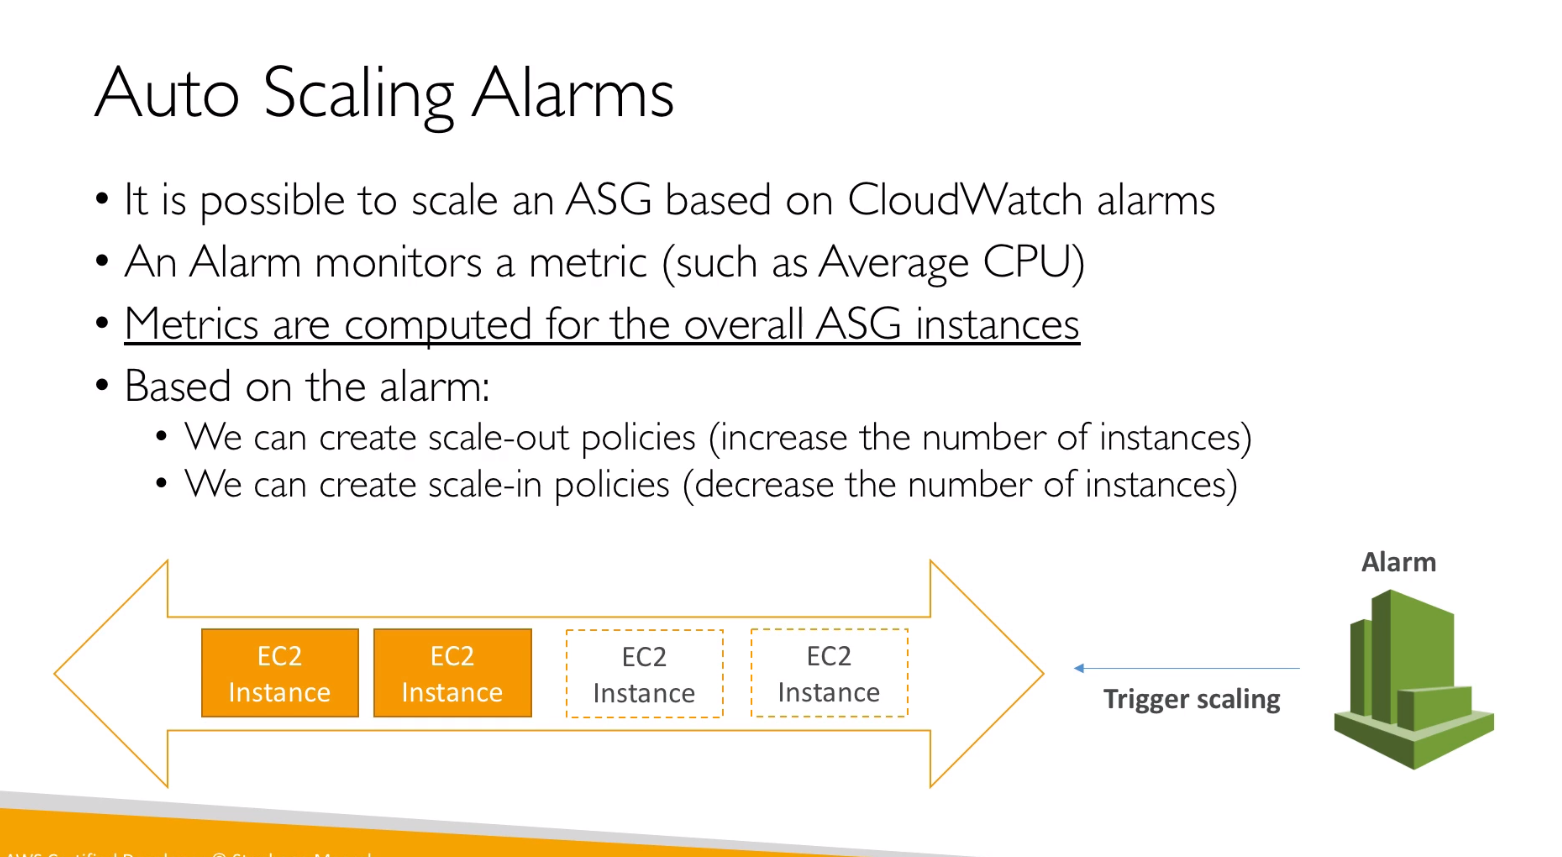 Auto Scaling Alarms
• It is possible to scale an ASG based on CloudWatch alarms
• An Alarm monitors a metric (such as Average CPU)
• Metrics are computed for the overall ASG instances
• Based on the alarm:
• We can create scale-out policies (increase the number of instances)
• We can create scale-in policies (decrease the number of instances)
Alarm
EC2
Instance
EC2
Instance
EC2
Instance
EC2
Instance
Trigger scaling